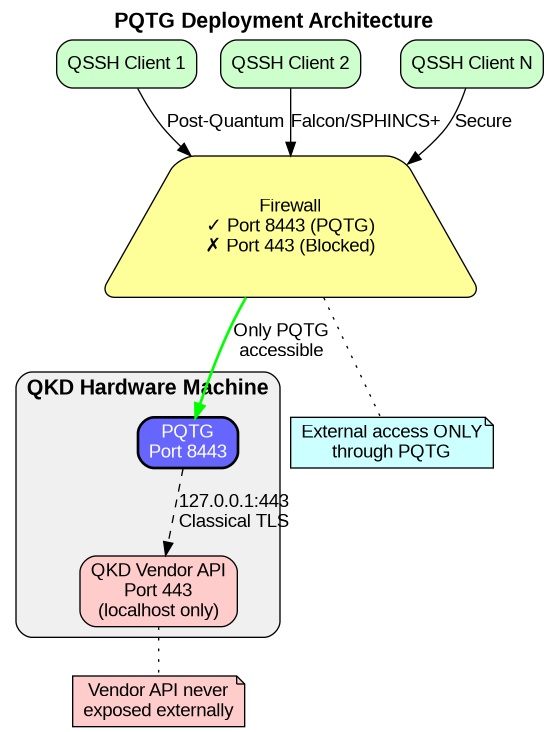 PQTG Deployment Architecture
QSSH Client 1
QSSH Client 2
QSSH Client N
Post-Quantum
Falcon/SPHINCS+
Secure
Firewall
✓ Port 8443 (PQTG)
✗ Port 443 (Blocked)
Only PQTG
accessible
QKD Hardware Machine
PQTG
Port 8443
External access ONLY
through PQTG
127.0.0.1:443
Classical TLS
QKD Vendor API
Port 443
(localhost only)
Vendor API never
exposed externally